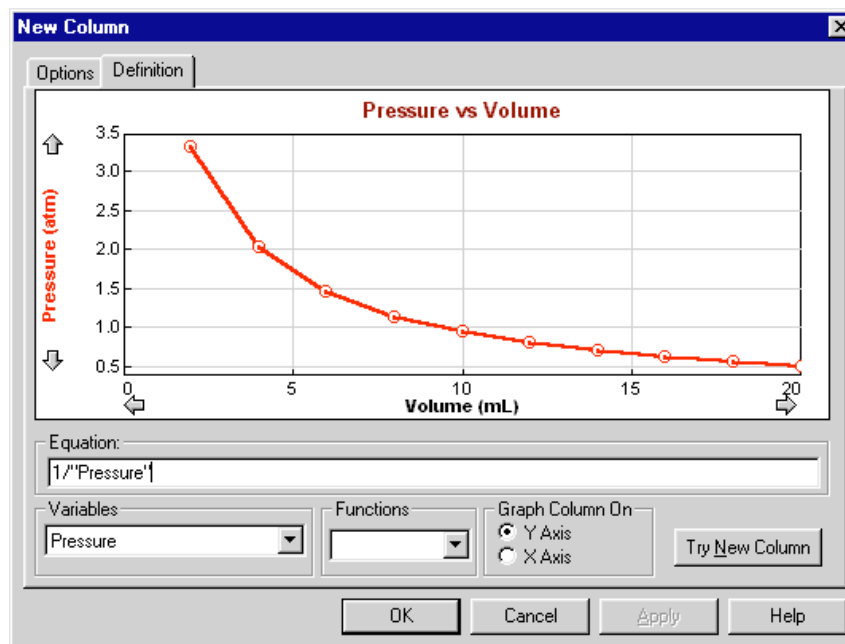 New Column
Options Definition
Pressure vs Volume
Pressure (atm)
3.5
3.0
2.5
2.0
1.5
1.0
0.5
0 5 10 15 20
Volume (mL)
Equation:
1/"Pressure"
Variables Functions Graph Column On
Pressure Y Axis
X Axis
Try New Column
OK Cancel Apply Help